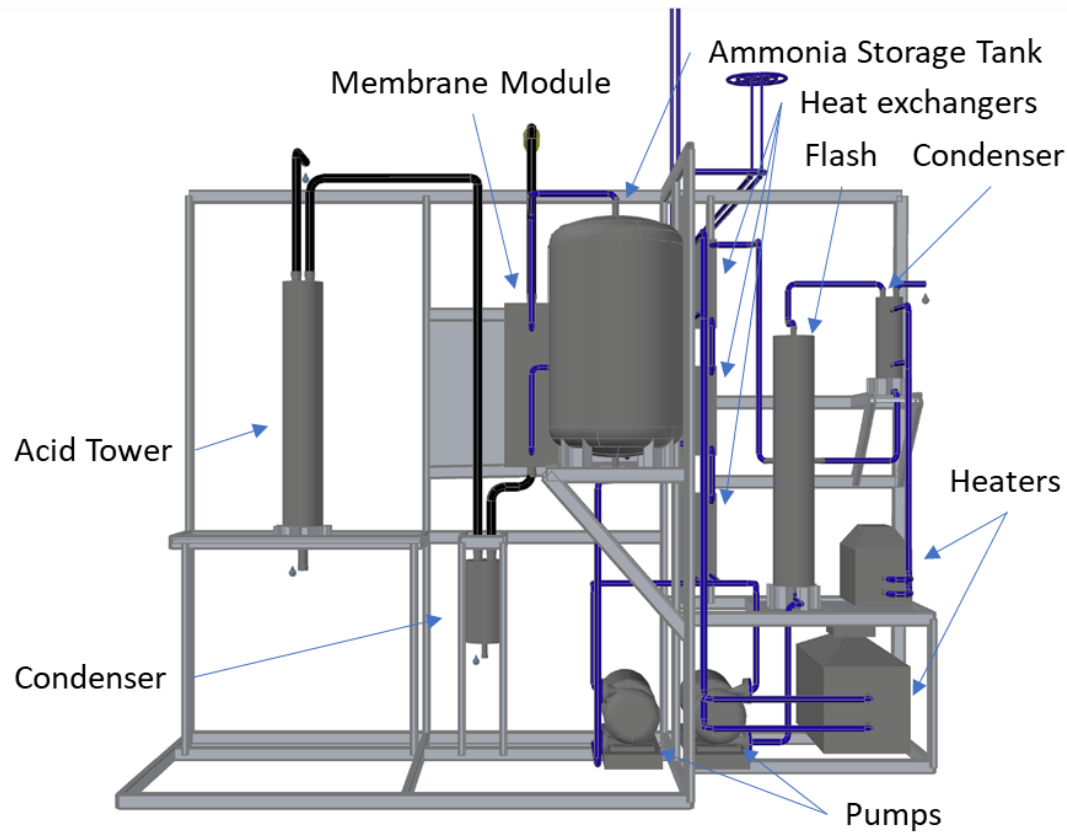 Ammonia Storage Tank
Membrane Module
Heat exchangers
Flash
Condenser
Acid Tower
Heaters
Condenser
Pumps